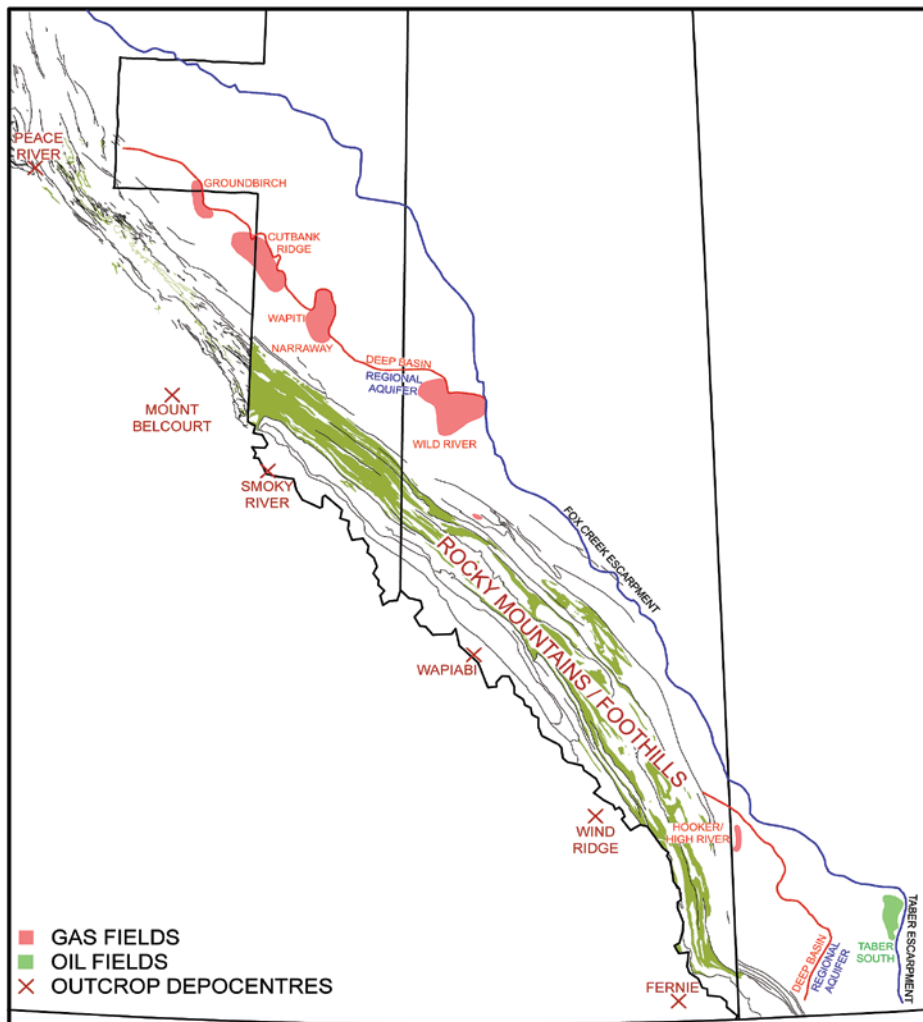 PEACE
RIVER
GROUNDBIRCH
CUTBANK
RIDGE
WAPITI
NARRAWAY
DEEP BASIN
REGIONAL
AQUIFER
MOUNT
BELCOURT
WILD RIVER
SMOKY
RIVER
FOX CREEK ESCARPMENT
ROCKY MOUNTAINS / FOOTHILLS
WAPIABI
WIND
RIDGE
HOOKER/
HIGH RIVER
TABER
SOUTH
TABER ESCARPMENT
DEEP BASIN
REGIONAL
AQUIFER
FERNIE
GAS FIELDS
OIL FIELDS
OUTCROP DEPOCENTRES